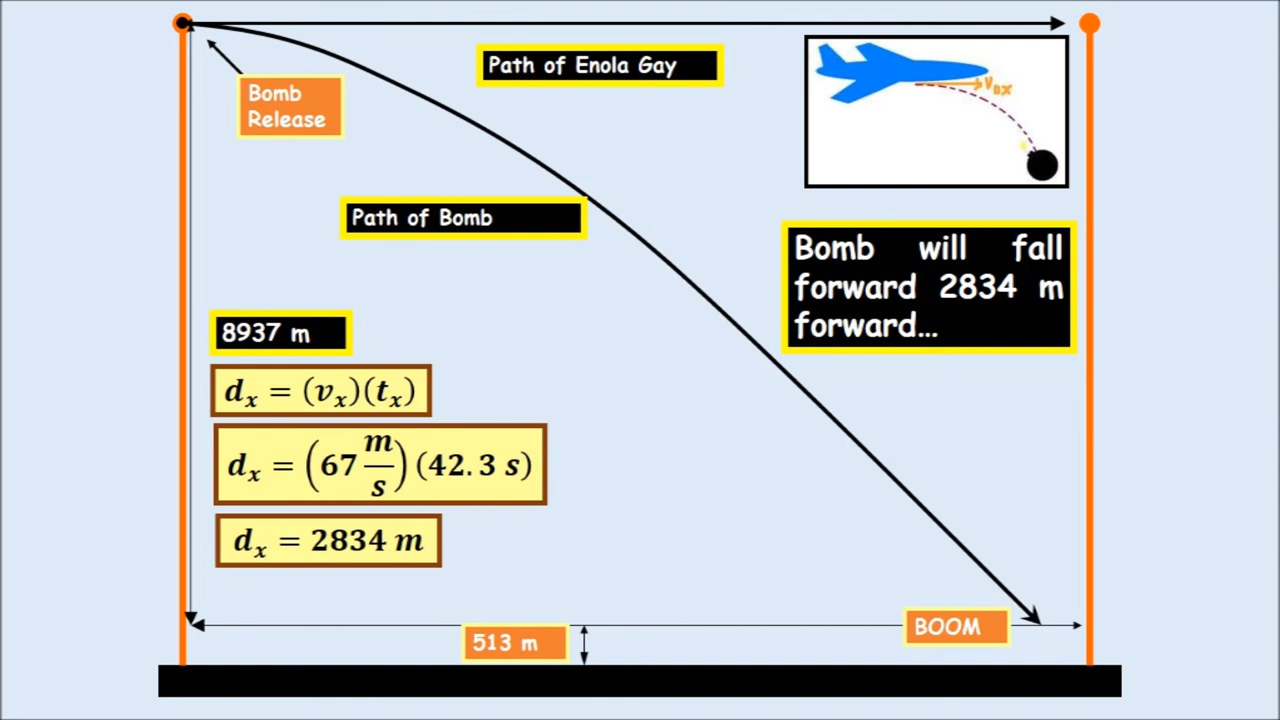 Path of Enola Gay
Bomb
Release
V₀ₓ
Path of Bomb
Bomb will fall
forward 2834 m
forward...
8937 m
dₓ = (vₓ)(tₓ)
dₓ = (67 m/s)(42.3 s)
dₓ = 2834 m
BOOM
513 m